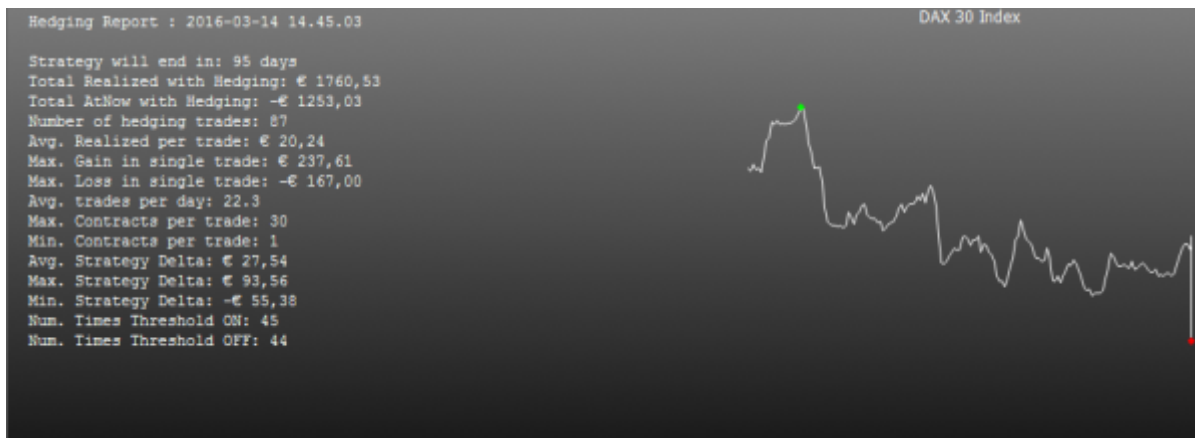 Hedging Report : 2016-03-14 14.45.03
DAX 30 Index
Strategy will end in: 95 days
Total Realized with Hedging: € 1760,53
Total AtNow with Hedging: -€ 1253,03
Number of hedging trades: 87
Avg. Realized per trade: € 20,24
Max. Gain in single trade: € 237,61
Max. Loss in single trade: -€ 167,00
Avg. trades per day: 22.3
Max. Contracts per trade: 30
Min. Contracts per trade: 1
Avg. Strategy Delta: € 27,54
Max. Strategy Delta: € 93,56
Min. Strategy Delta: -€ 55,38
Num. Times Threshold ON: 45
Num. Times Threshold OFF: 44